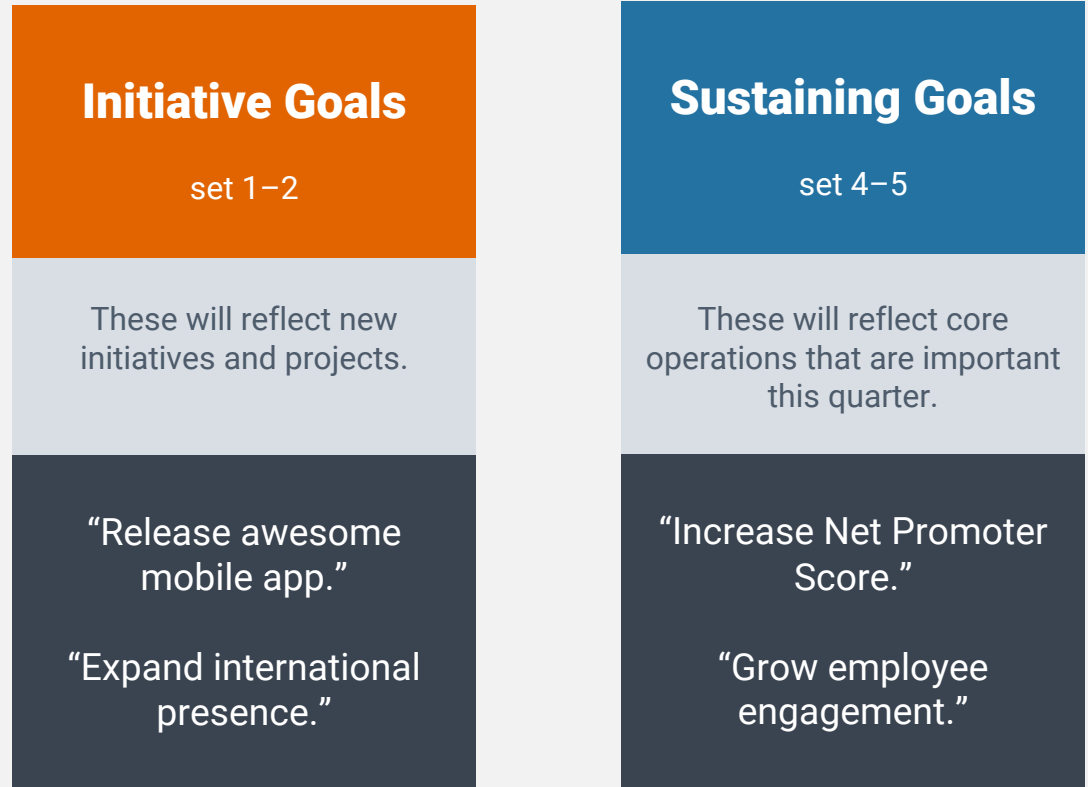 Initiative Goals
set 1–2
These will reflect new
initiatives and projects.
“Release awesome
mobile app.”
“Expand international
presence.”
Sustaining Goals
set 4–5
These will reflect core
operations that are important
this quarter.
“Increase Net Promoter
Score.”
“Grow employee
engagement.”